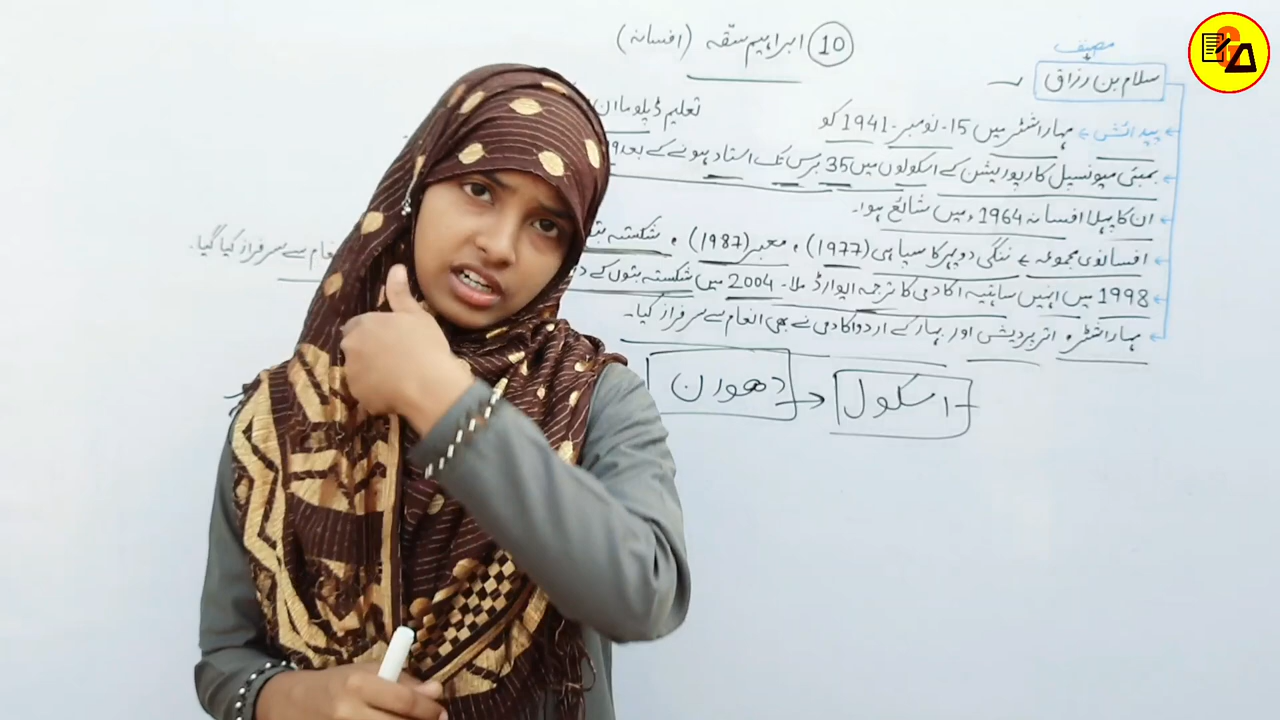 10 ابراہیم سقّہ (افسانہ)
مصنف
سلام بن رزاق
پیدائش ← مہاراشٹر میں 15۔ نومبر۔ 1941 کو
تعلیم ڈپلوما ان
بمبئی میونسپل کارپوریشن کے اسکولوں میں 35 برس تک استاد ہونے کے بعد
ان کا پہلا افسانہ 1964ء میں شائع ہوا۔
افسانوی مجموعہ ← ننگی دوپہر کا سپاہی (1977)، معبر (1987)، شکستہ
1998 میں انہیں ساہتیہ اکادمی کا ترجمہ ایوارڈ ملا۔ 2004 میں شکستہ بتوں کے
سے سرفراز کیا گیا۔
مہاراشٹر، اتر پردیش اور بہار کے اردو اکادمی نے بھی انعام سے سرفراز کیا۔
دھورن → اسکول